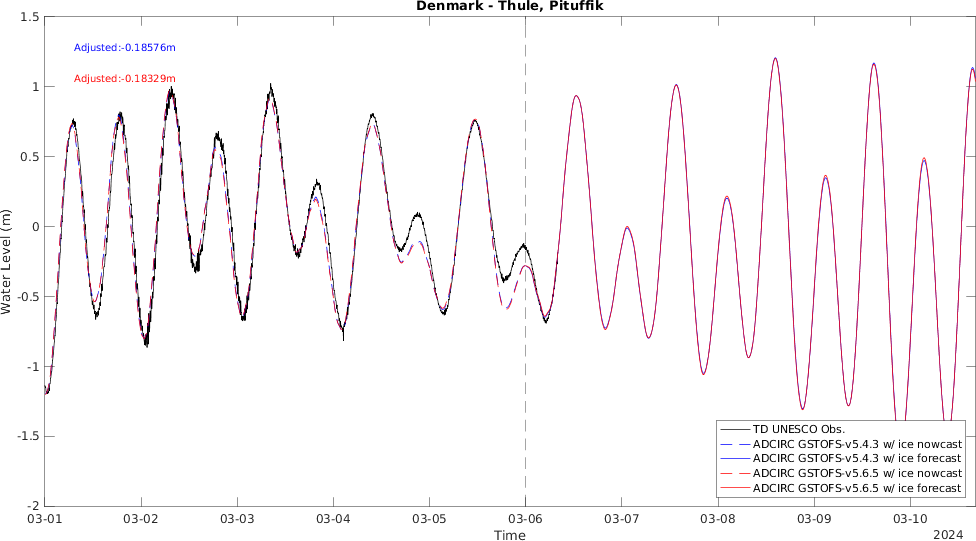 Denmark - Thule, Pituffik
1.5
Adjusted:-0.18576m
Adjusted:-0.18329m
1
0.5
0
-0.5
-1
-1.5
-2
Water Level (m)
TD UNESCO Obs.
ADCIRC GSTOFS-v5.4.3 w/ ice nowcast
ADCIRC GSTOFS-v5.4.3 w/ ice forecast
ADCIRC GSTOFS-v5.6.5 w/ ice nowcast
ADCIRC GSTOFS-v5.6.5 w/ ice forecast
03-01 03-02 03-03 03-04 03-05 03-06 03-07 03-08 03-09 03-10
Time
2024